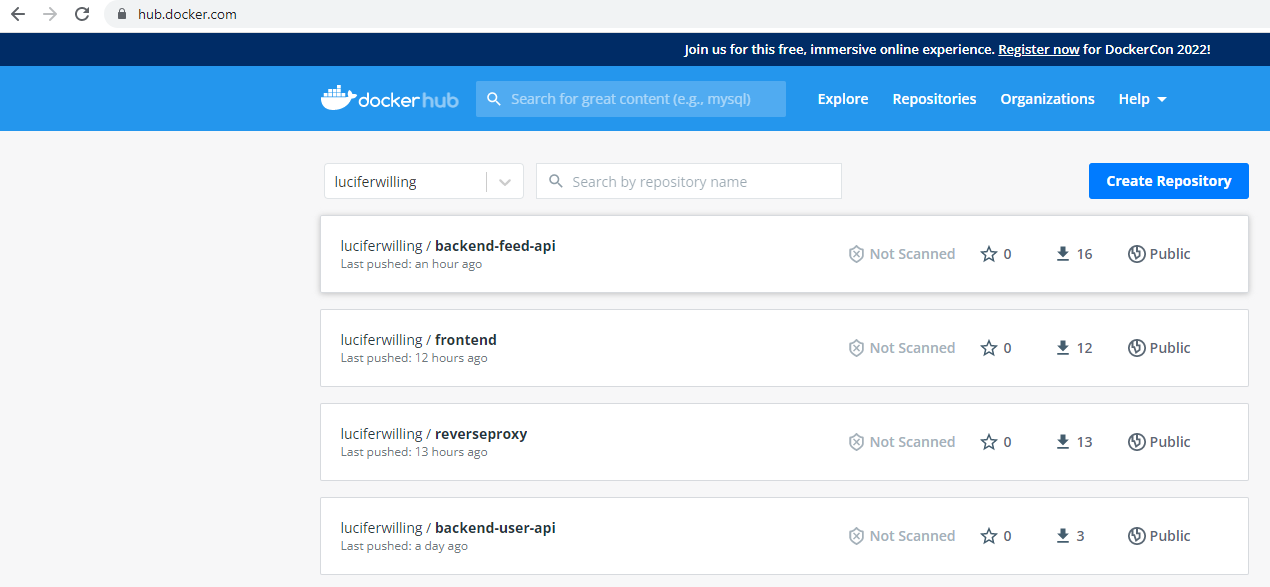 hub.docker.com
Join us for this free, immersive online experience. Register now for DockerCon 2022!
docker hub Search for great content (e.g., mysql) Explore Repositories Organizations Help
luciferwilling Search by repository name Create Repository
luciferwilling / backend-feed-api
Last pushed: an hour ago
Not Scanned 0 16 Public
luciferwilling / frontend
Last pushed: 12 hours ago
Not Scanned 0 12 Public
luciferwilling / reverseproxy
Last pushed: 13 hours ago
Not Scanned 0 13 Public
luciferwilling / backend-user-api
Last pushed: a day ago
Not Scanned 0 3 Public